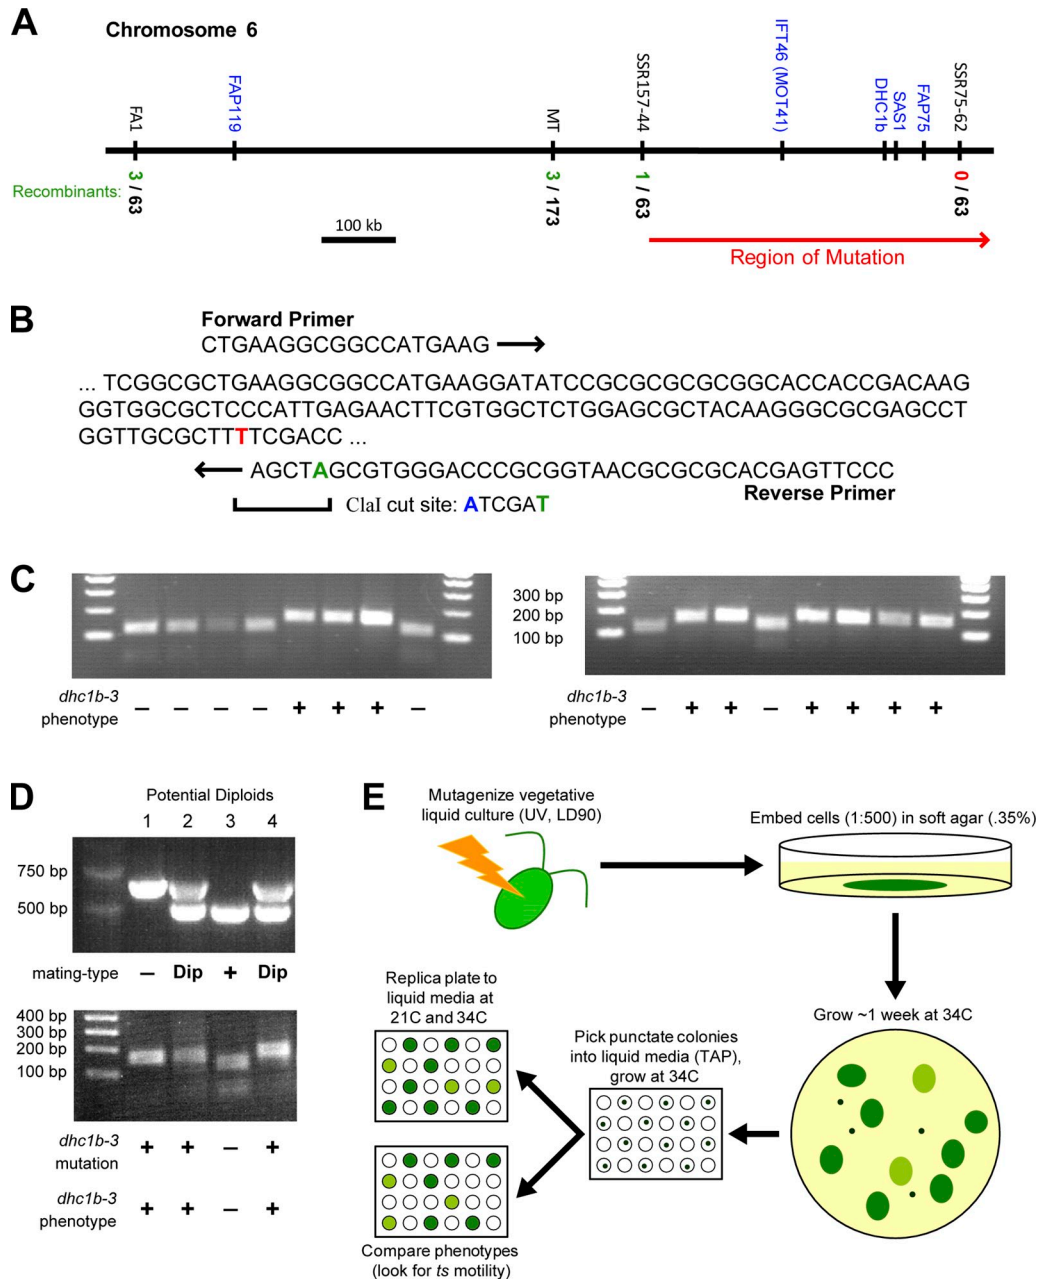 A
Chromosome 6
FA1
FAP119
MT
SSR157-44
IFT46 (MOT41)
DHC1b
SAS1
FAP75
SSR75-62
Recombinants:
3 / 63
3 / 173
1 / 63
0 / 63
100 kb
Region of Mutation
B
Forward Primer
CTGAAGGCGGCCATGAAG
... TCGGCGCTGAAGGCGGCCATGAAGGATATCCGCGCGCGCGGCACCACCGACAAG
GGTGGCGCTCCCATTGAGAACTTCGTGGCTCTGGAGCGCTACAAGGGCGCGAGCCT
GGTTGCGCTTTTCGACC ...
AGCTAGCGTGGGACCCGCGGTAACGCGCGCACGAGTTCCC
Reverse Primer
ClaI cut site: ATCGAT
C
300 bp
200 bp
100 bp
dhc1b-3
phenotype
– – – – + + + –
dhc1b-3
phenotype
– + + – + + + +
D
Potential Diploids
1 2 3 4
750 bp
500 bp
mating-type – Dip + Dip
400 bp
300 bp
200 bp
100 bp
dhc1b-3
mutation
+ + – +
dhc1b-3
phenotype
+ + – +
E
Mutagenize vegetative
liquid culture (UV, LD90)
Embed cells (1:500) in soft agar (.35%)
Grow ~1 week at 34C
Pick punctate colonies
into liquid media (TAP),
grow at 34C
Replica plate to
liquid media at
21C and 34C
Compare phenotypes
(look for ts motility)